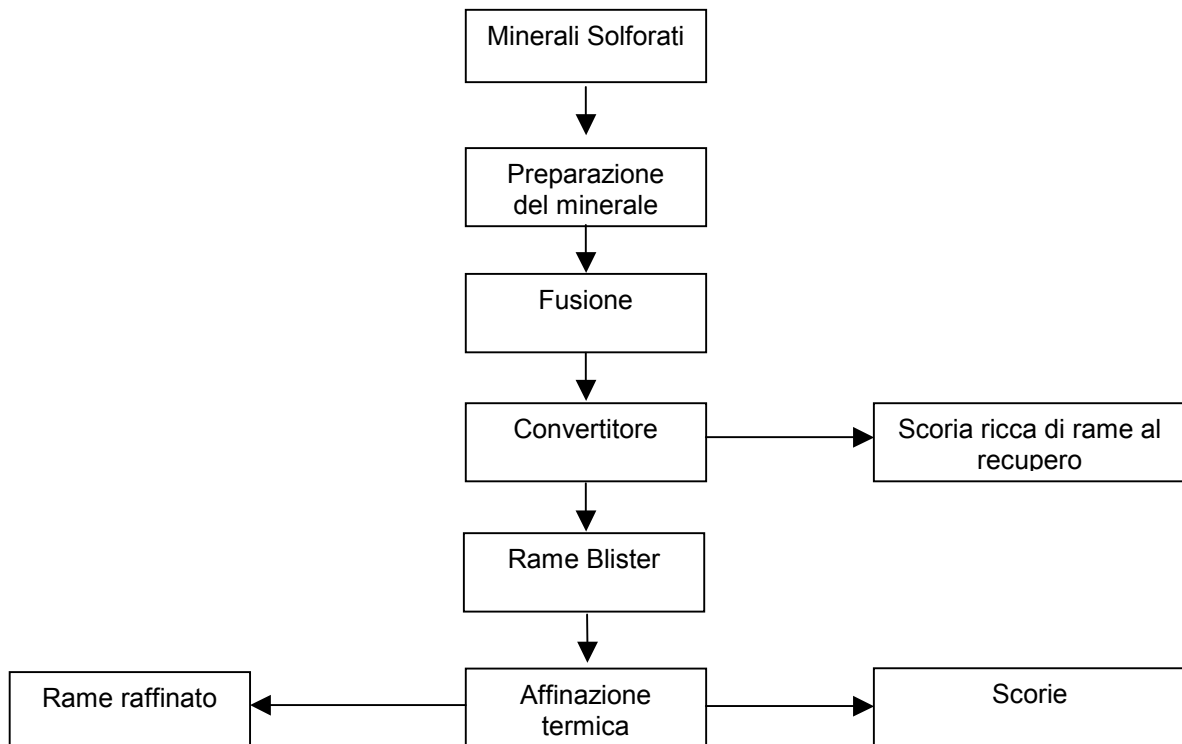 Minerali Solforati
Preparazione
del minerale
Fusione
Convertitore
Scoria ricca di rame al
recupero
Rame Blister
Rame raffinato
Affinazione
termica
Scorie